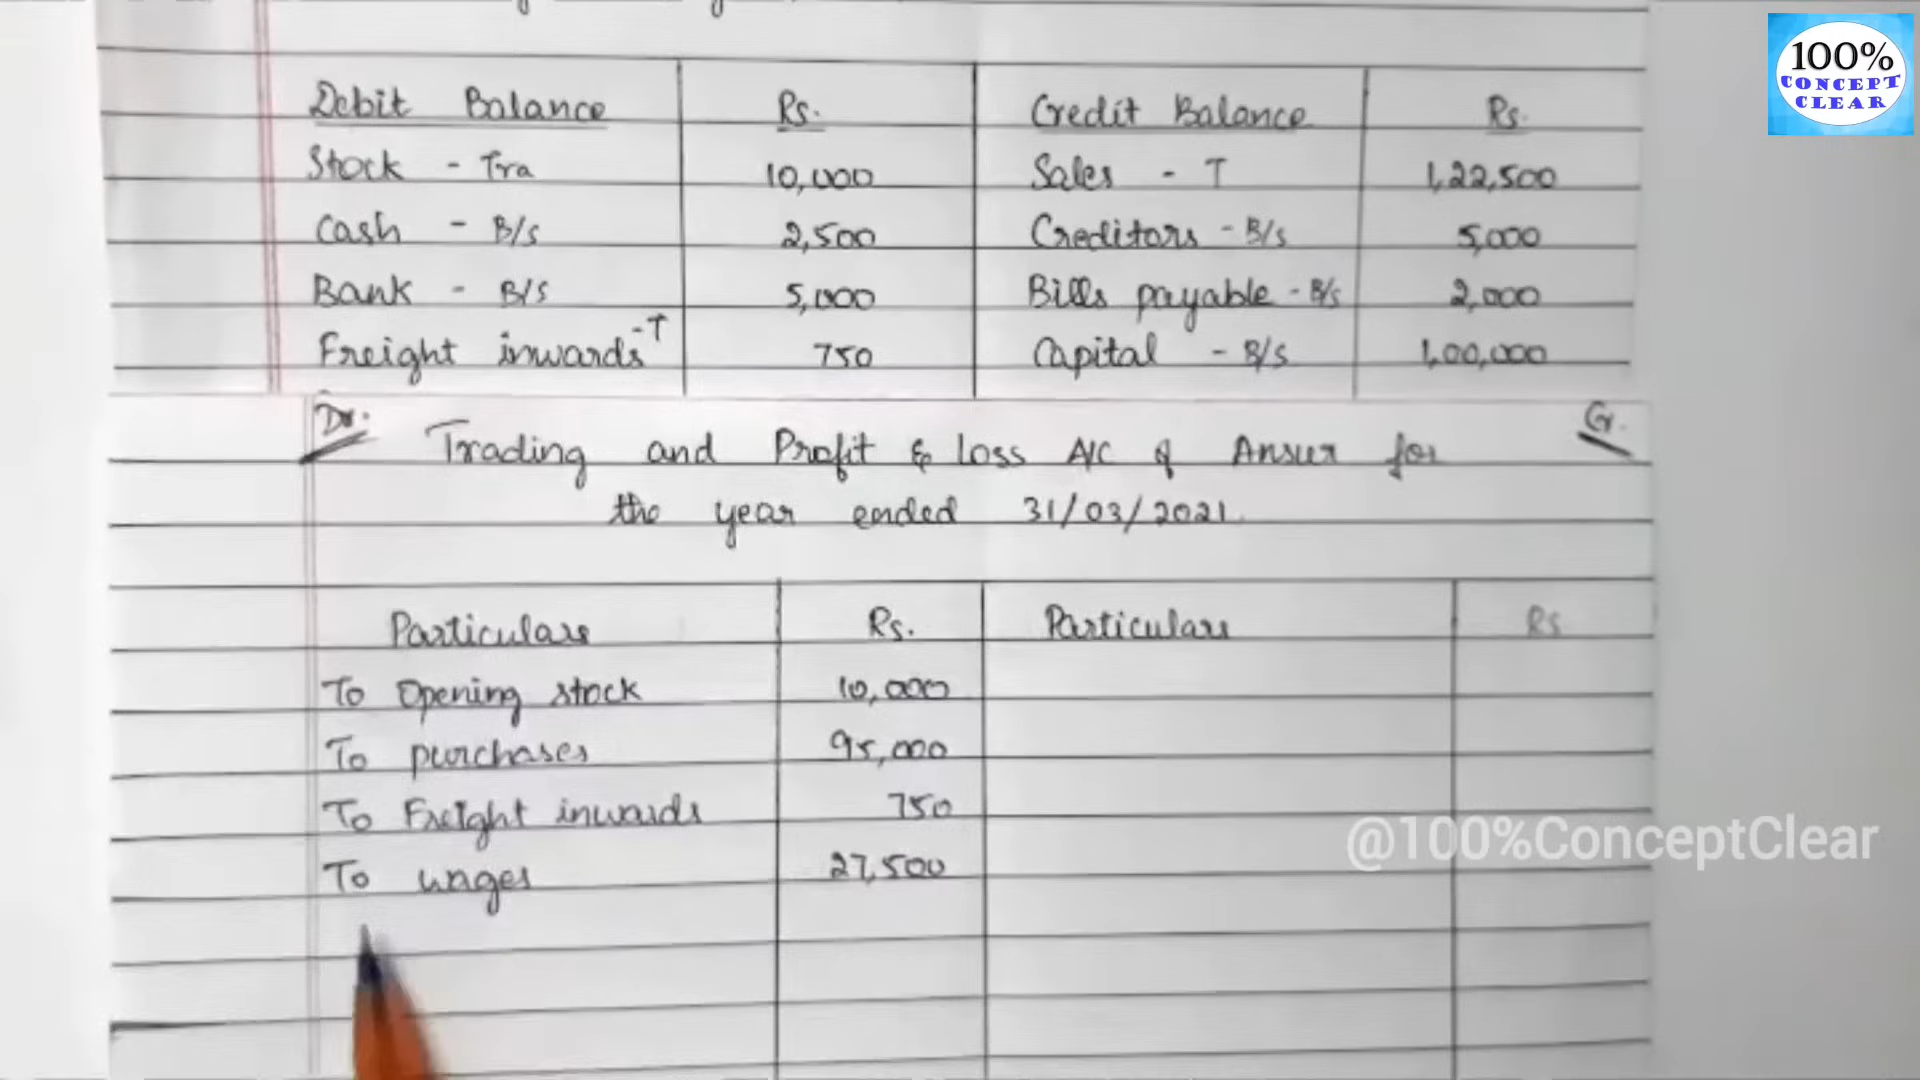 100%
CONCEPT
CLEAR
Debit Balance Rs. Credit Balance Rs.
Stock - Tra 10,000 Sales - T 1,22,500
Cash - B/s 2,500 Creditors - B/s 5,000
Bank - B/s 5,000 Bills payable - B/s 2,000
Freight inwards - T 750 Capital - B/s 1,00,000
Dr. Cr.
Trading and Profit & loss A/C of Ansur for
the year ended 31/03/2021.
Particulars Rs. Particulars Rs
To Opening stock 10,000
To purchases 95,000
To Freight inwards 750
To wages 27,500
@100%ConceptClear